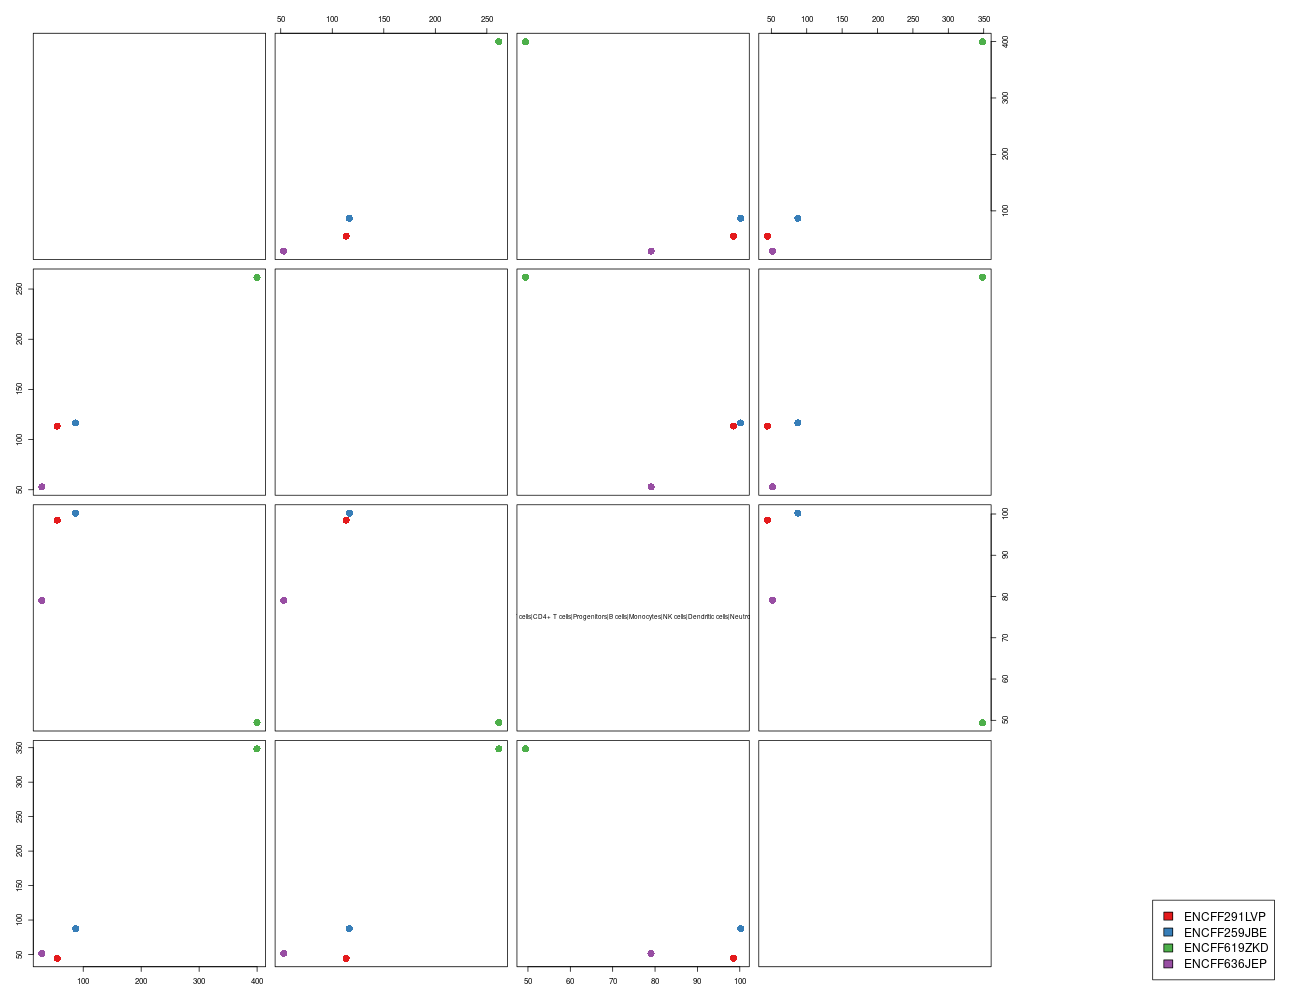 50 100 150 200 250
50 100 150 200 250 300 350
400
300
200
100
250
200
150
100
50
100
90
80
70
60
50
cells|CD4+ T cells|Progenitors|B cells|Monocytes|NK cells|Dendritic cells|Neutro
350
300
250
200
150
100
50
100 200 300 400
50 60 70 80 90 100
ENCFF291LVP
ENCFF259JBE
ENCFF619ZKD
ENCFF636JEP